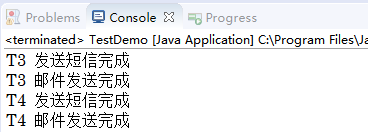 Problems Console Progress
<terminated> TestDemo [Java Application] C:\Program Files\Ja
T3 发送短信完成
T3 邮件发送完成
T4 发送短信完成
T4 邮件发送完成